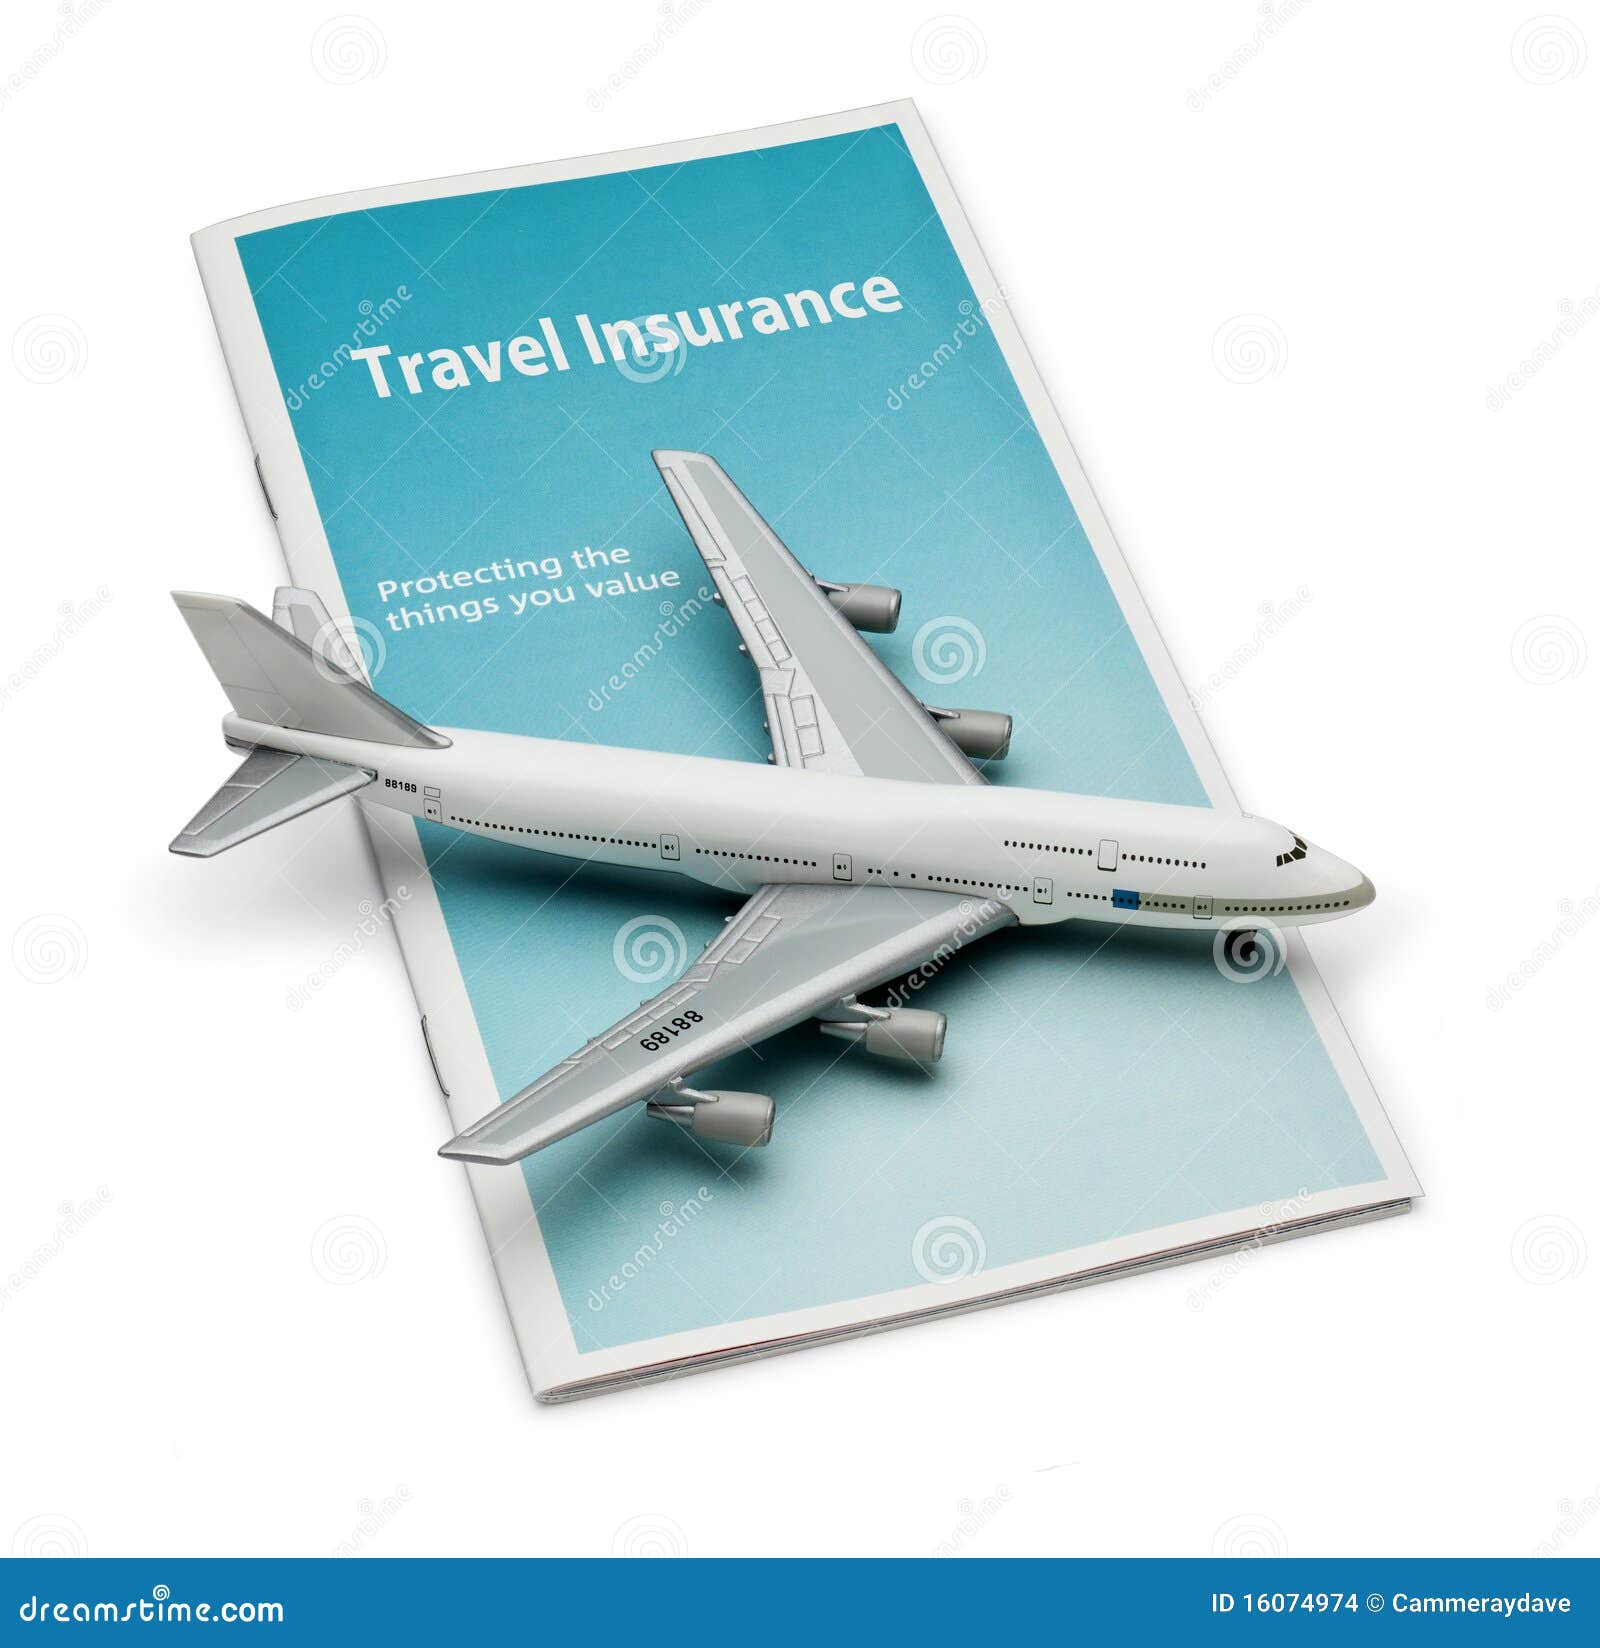 Travel Insurance
Protecting the
things you value
88189
88189
dreamstime.com
ID 16074974 © Cammeraydave